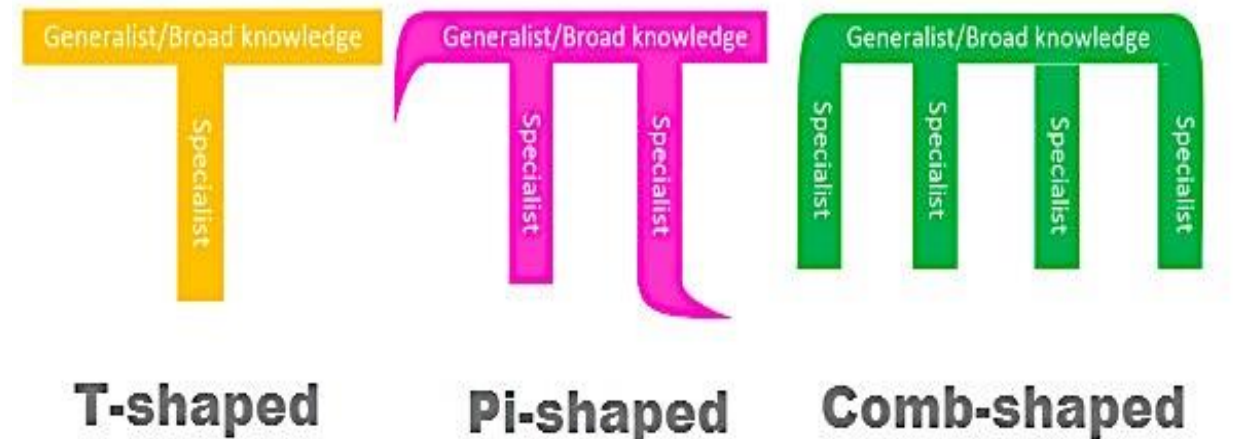 Generalist/Broad knowledge
Specialist
T-shaped
Generalist/Broad knowledge
Specialist
Specialist
Pi-shaped
Generalist/Broad knowledge
Specialist
Specialist
Specialist
Specialist
Comb-shaped